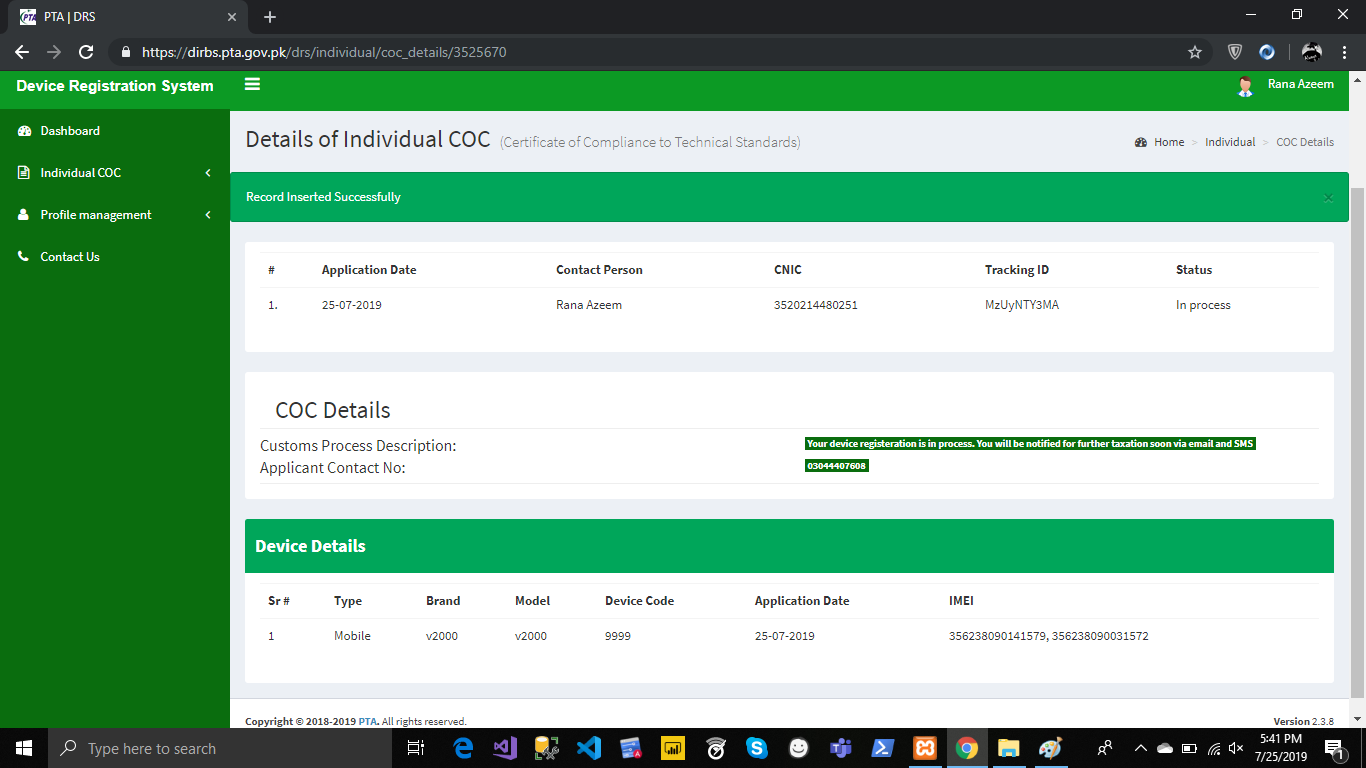 PTA | DRS
https://dirbs.pta.gov.pk/drs/individual/coc_details/3525670
Device Registration System
Rana Azeem
Dashboard
Individual COC
Profile management
Contact Us
Details of Individual COC (Certificate of Compliance to Technical Standards)
Home > Individual > COC Details
Record Inserted Successfully
×
# Application Date Contact Person CNIC Tracking ID Status
1. 25-07-2019 Rana Azeem 3520214480251 MzUyNTY3MA In process
COC Details
Customs Process Description: Your device registeration is in process. You will be notified for further taxation soon via email and SMS
Applicant Contact No: 03044407608
Device Details
Sr # Type Brand Model Device Code Application Date IMEI
1 Mobile v2000 v2000 9999 25-07-2019 356238090141579, 356238090031572
Copyright © 2018-2019 PTA. All rights reserved. Version 2.3.8
Type here to search
5:41 PM
7/25/2019
1